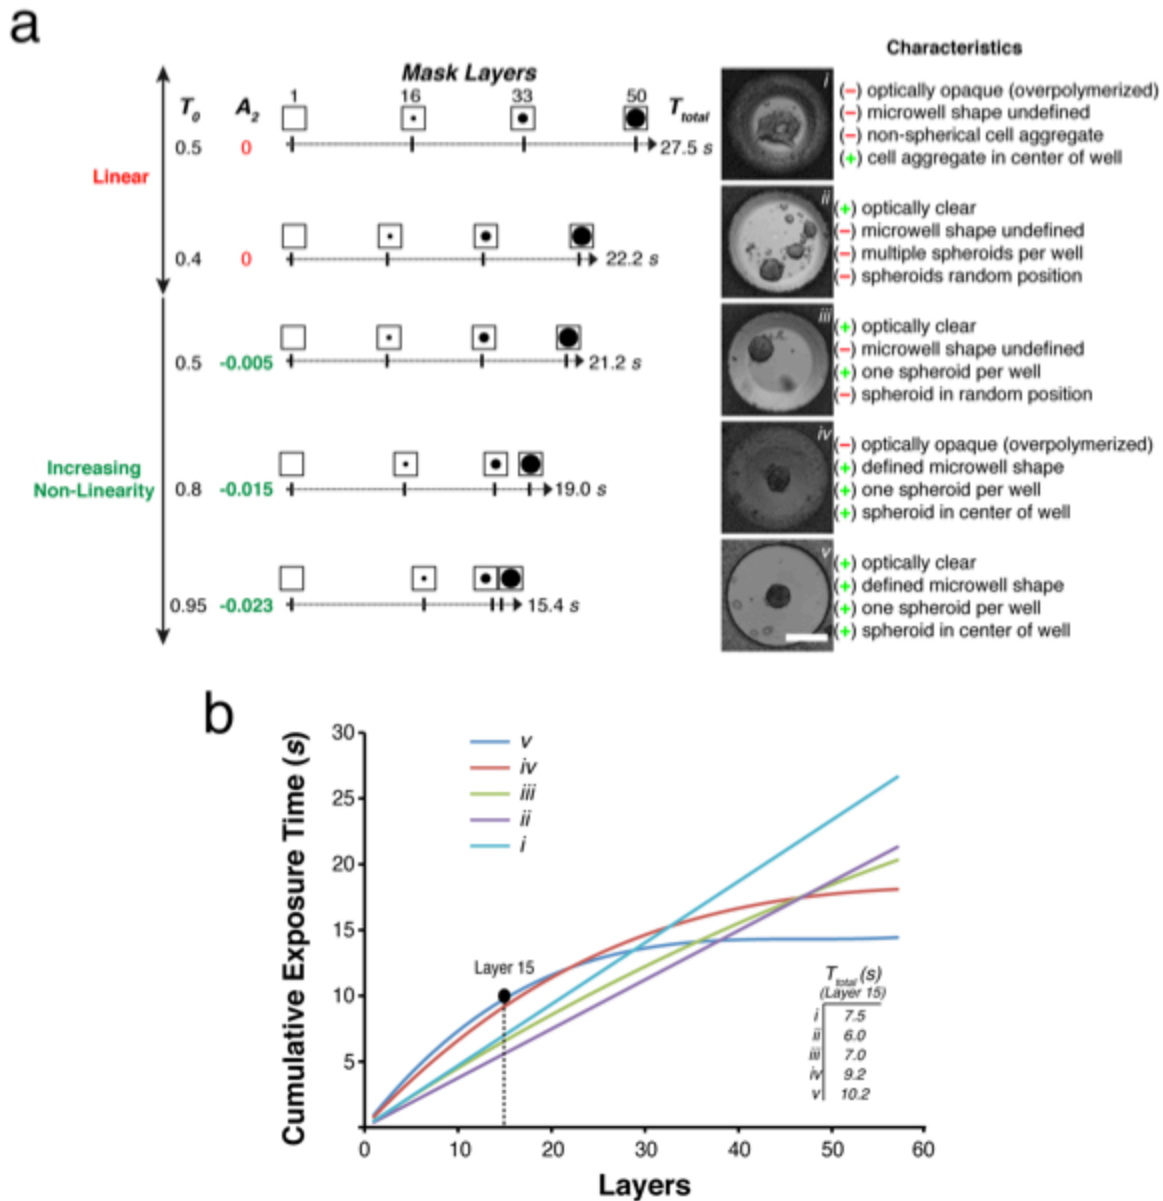 a
Characteristics
Mask Layers
T0 A2 1 16 33 50 Ttotal
0.5 0 27.5 s
Linear
0.4 0 22.2 s
0.5 -0.005 21.2 s
Increasing
Non-Linearity
0.8 -0.015 19.0 s
0.95 -0.023 15.4 s
i
(–) optically opaque (overpolymerized)
(–) microwell shape undefined
(–) non-spherical cell aggregate
(+) cell aggregate in center of well
ii
(+) optically clear
(–) microwell shape undefined
(–) multiple spheroids per well
(–) spheroids random position
iii
(+) optically clear
(–) microwell shape undefined
(+) one spheroid per well
(–) spheroid in random position
iv
(–) optically opaque (overpolymerized)
(+) defined microwell shape
(+) one spheroid per well
(+) spheroid in center of well
v
(+) optically clear
(+) defined microwell shape
(+) one spheroid per well
(+) spheroid in center of well
b
Cumulative Exposure Time (s)
30
25
20
15
10
5
v
iv
iii
ii
i
Layer 15
Ttotal (s)
(Layer 15)
i 7.5
ii 6.0
iii 7.0
iv 9.2
v 10.2
0 10 20 30 40 50 60
Layers